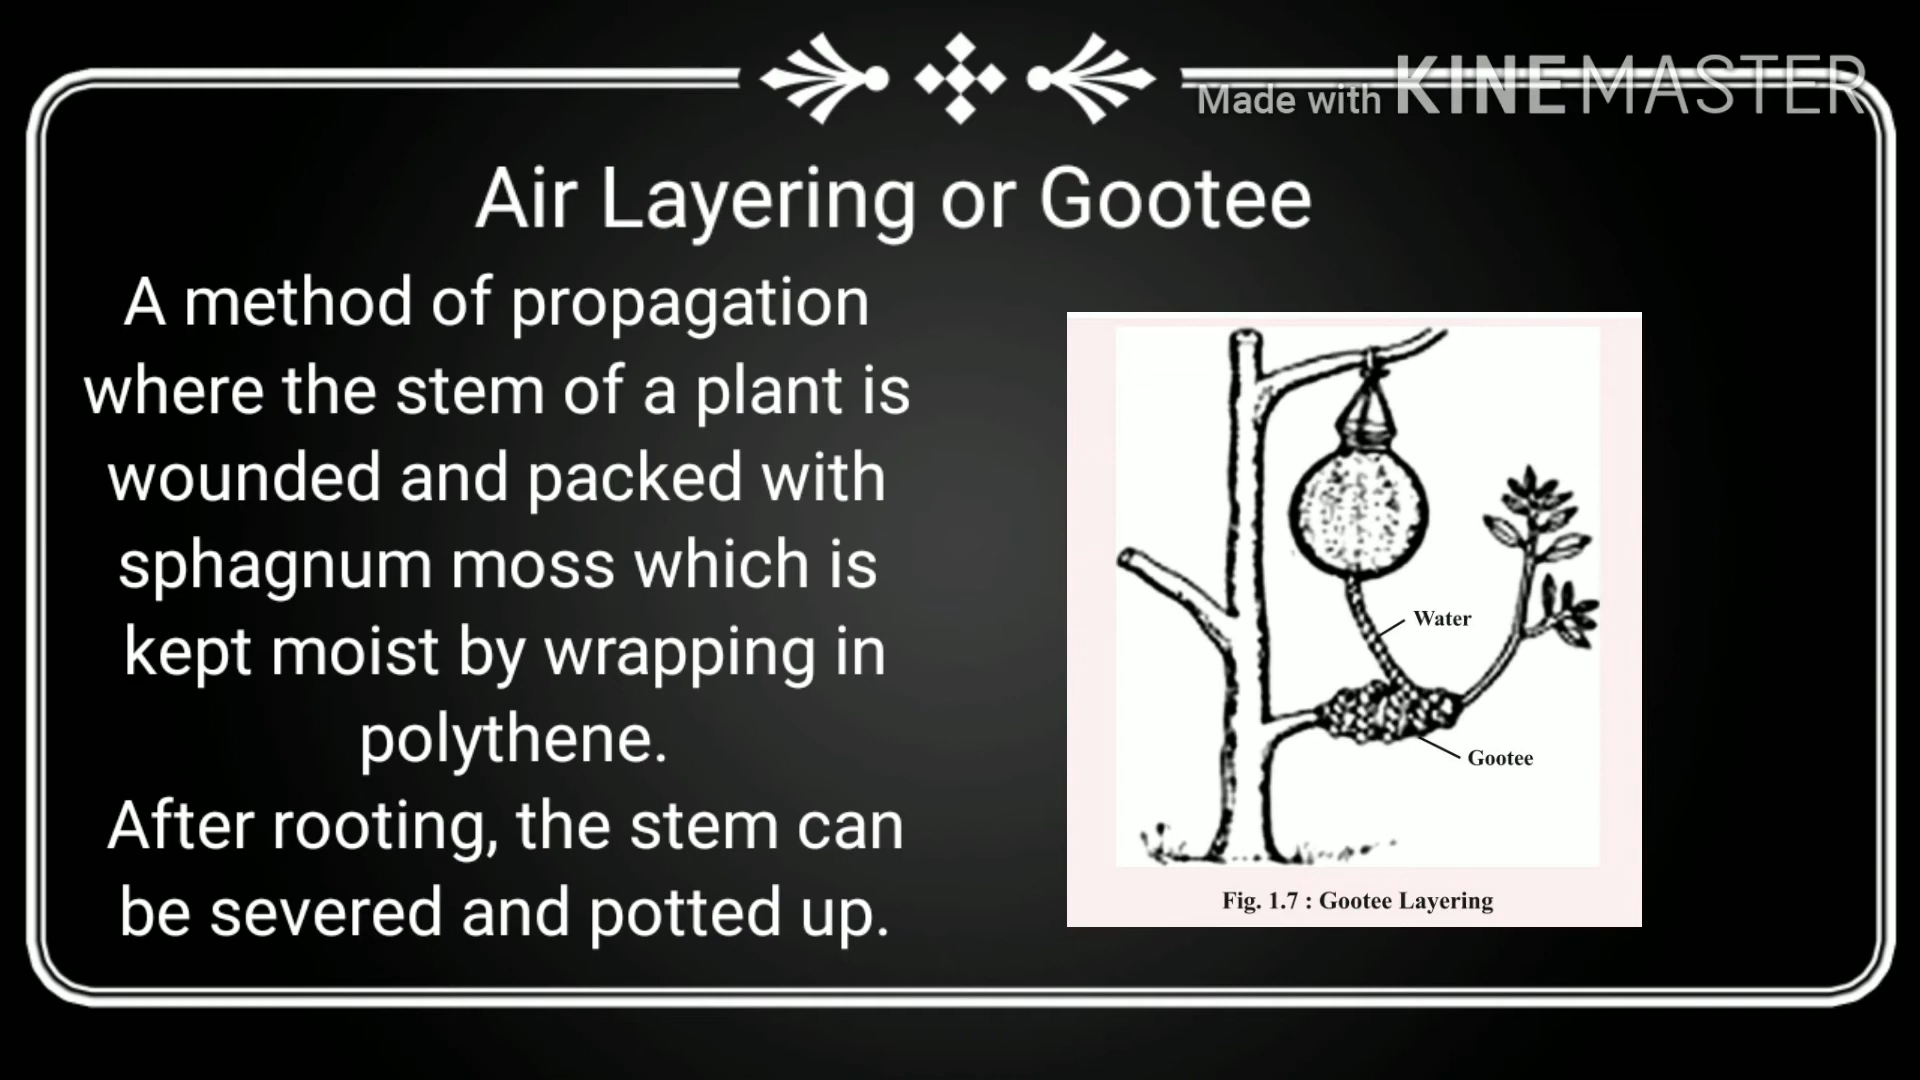 Made with KINEMASTER
Air Layering or Gootee
A method of propagation
where the stem of a plant is
wounded and packed with
sphagnum moss which is
kept moist by wrapping in
polythene.
After rooting, the stem can
be severed and potted up.
Water
Gootee
Fig. 1.7 : Gootee Layering